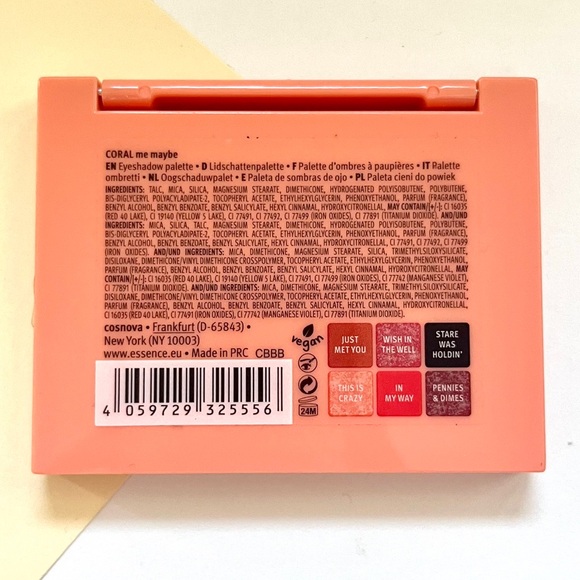 CORAL me maybe
EN Eyeshadow palette • D Lidschattenpalette • F Palette d'ombres à paupières • IT Palette
ombretti • NL Oogschaduwpalet • E Paleta de sombras de ojo • PL Paleta cieni do powiek
INGREDIENTS: TALC, MICA, SILICA, MAGNESIUM STEARATE, DIMETHICONE, HYDROGENATED POLYISOBUTENE, POLYBUTENE,
BIS-DIGLYCERYL POLYACYLADIPATE-2, TOCOPHERYL ACETATE, ETHYLHEXYLGLYCERIN, PHENOXYETHANOL, PARFUM (FRAGRANCE),
BENZYL ALCOHOL, BENZYL BENZOATE, BENZYL SALICYLATE, HEXYL CINNAMAL, HYDROXYCITRONELLAL, MAY CONTAIN/[+/-]: CI 16035
(RED 40 LAKE), CI 19140 (YELLOW 5 LAKE), CI 77491, CI 77492, CI 77499 (IRON OXIDES), CI 77891 (TITANIUM DIOXIDE). AND/UND
INGREDIENTS: MICA, SILICA, TALC, MAGNESIUM STEARATE, DIMETHICONE, HYDROGENATED POLYISOBUTENE, POLYBUTENE, BIS-DIGLYCERYL
POLYACYLADIPATE-2, TOCOPHERYL ACETATE, ETHYLHEXYLGLYCERIN, PHENOXYETHANOL, PARFUM (FRAGRANCE), BENZYL
ALCOHOL, BENZYL BENZOATE, BENZYL SALICYLATE, HEXYL CINNAMAL, HYDROXYCITRONELLAL, CI 77491, CI 77492, CI 77499
(IRON OXIDES). AND/UND INGREDIENTS: MICA, DIMETHICONE, MAGNESIUM STEARATE, SILICA, TRIMETHYLSILOXYSILICATE,
DISILOXANE, DIMETHICONE/VINYL DIMETHICONE CROSSPOLYMER, TOCOPHERYL ACETATE, ETHYLHEXYLGLYCERIN, PHENOXYETHANOL,
PARFUM (FRAGRANCE), BENZYL ALCOHOL, BENZYL BENZOATE, BENZYL SALICYLATE, HEXYL CINNAMAL, HYDROXYCITRONELLAL, MAY
CONTAIN/[+/-]: CI 16035 (RED 40 LAKE), CI 19140 (YELLOW 5 LAKE), CI 77491, CI 77499 (IRON OXIDES), CI 77742 (MANGANESE VIOLET),
CI 77891 (TITANIUM DIOXIDE). AND/UND INGREDIENTS: MICA, DIMETHICONE, MAGNESIUM STEARATE, TRIMETHYLSILOXYSILICATE,
DISILOXANE, DIMETHICONE/VINYL DIMETHICONE CROSSPOLYMER, TOCOPHERYL ACETATE, ETHYLHEXYLGLYCERIN, PHENOXYETHANOL,
PARFUM (FRAGRANCE), BENZYL ALCOHOL, BENZYL BENZOATE, BENZYL SALICYLATE, HEXYL CINNAMAL, HYDROXYCITRONELLAL,
CI 16035 (RED 40 LAKE), CI 77491 (IRON OXIDES), CI 77742 (MANGANESE VIOLET), CI 77891 (TITANIUM DIOXIDE).
cosnova • Frankfurt (D-65843) •
New York (NY 10003)
www.essence.eu • Made in PRC CBBB
vegan
24M
JUST
MET YOU
WISH IN
THE WELL
STARE
WAS
HOLDIN'
THIS IS
CRAZY
IN
MY WAY
PENNIES
& DIMES
4 059729 325556